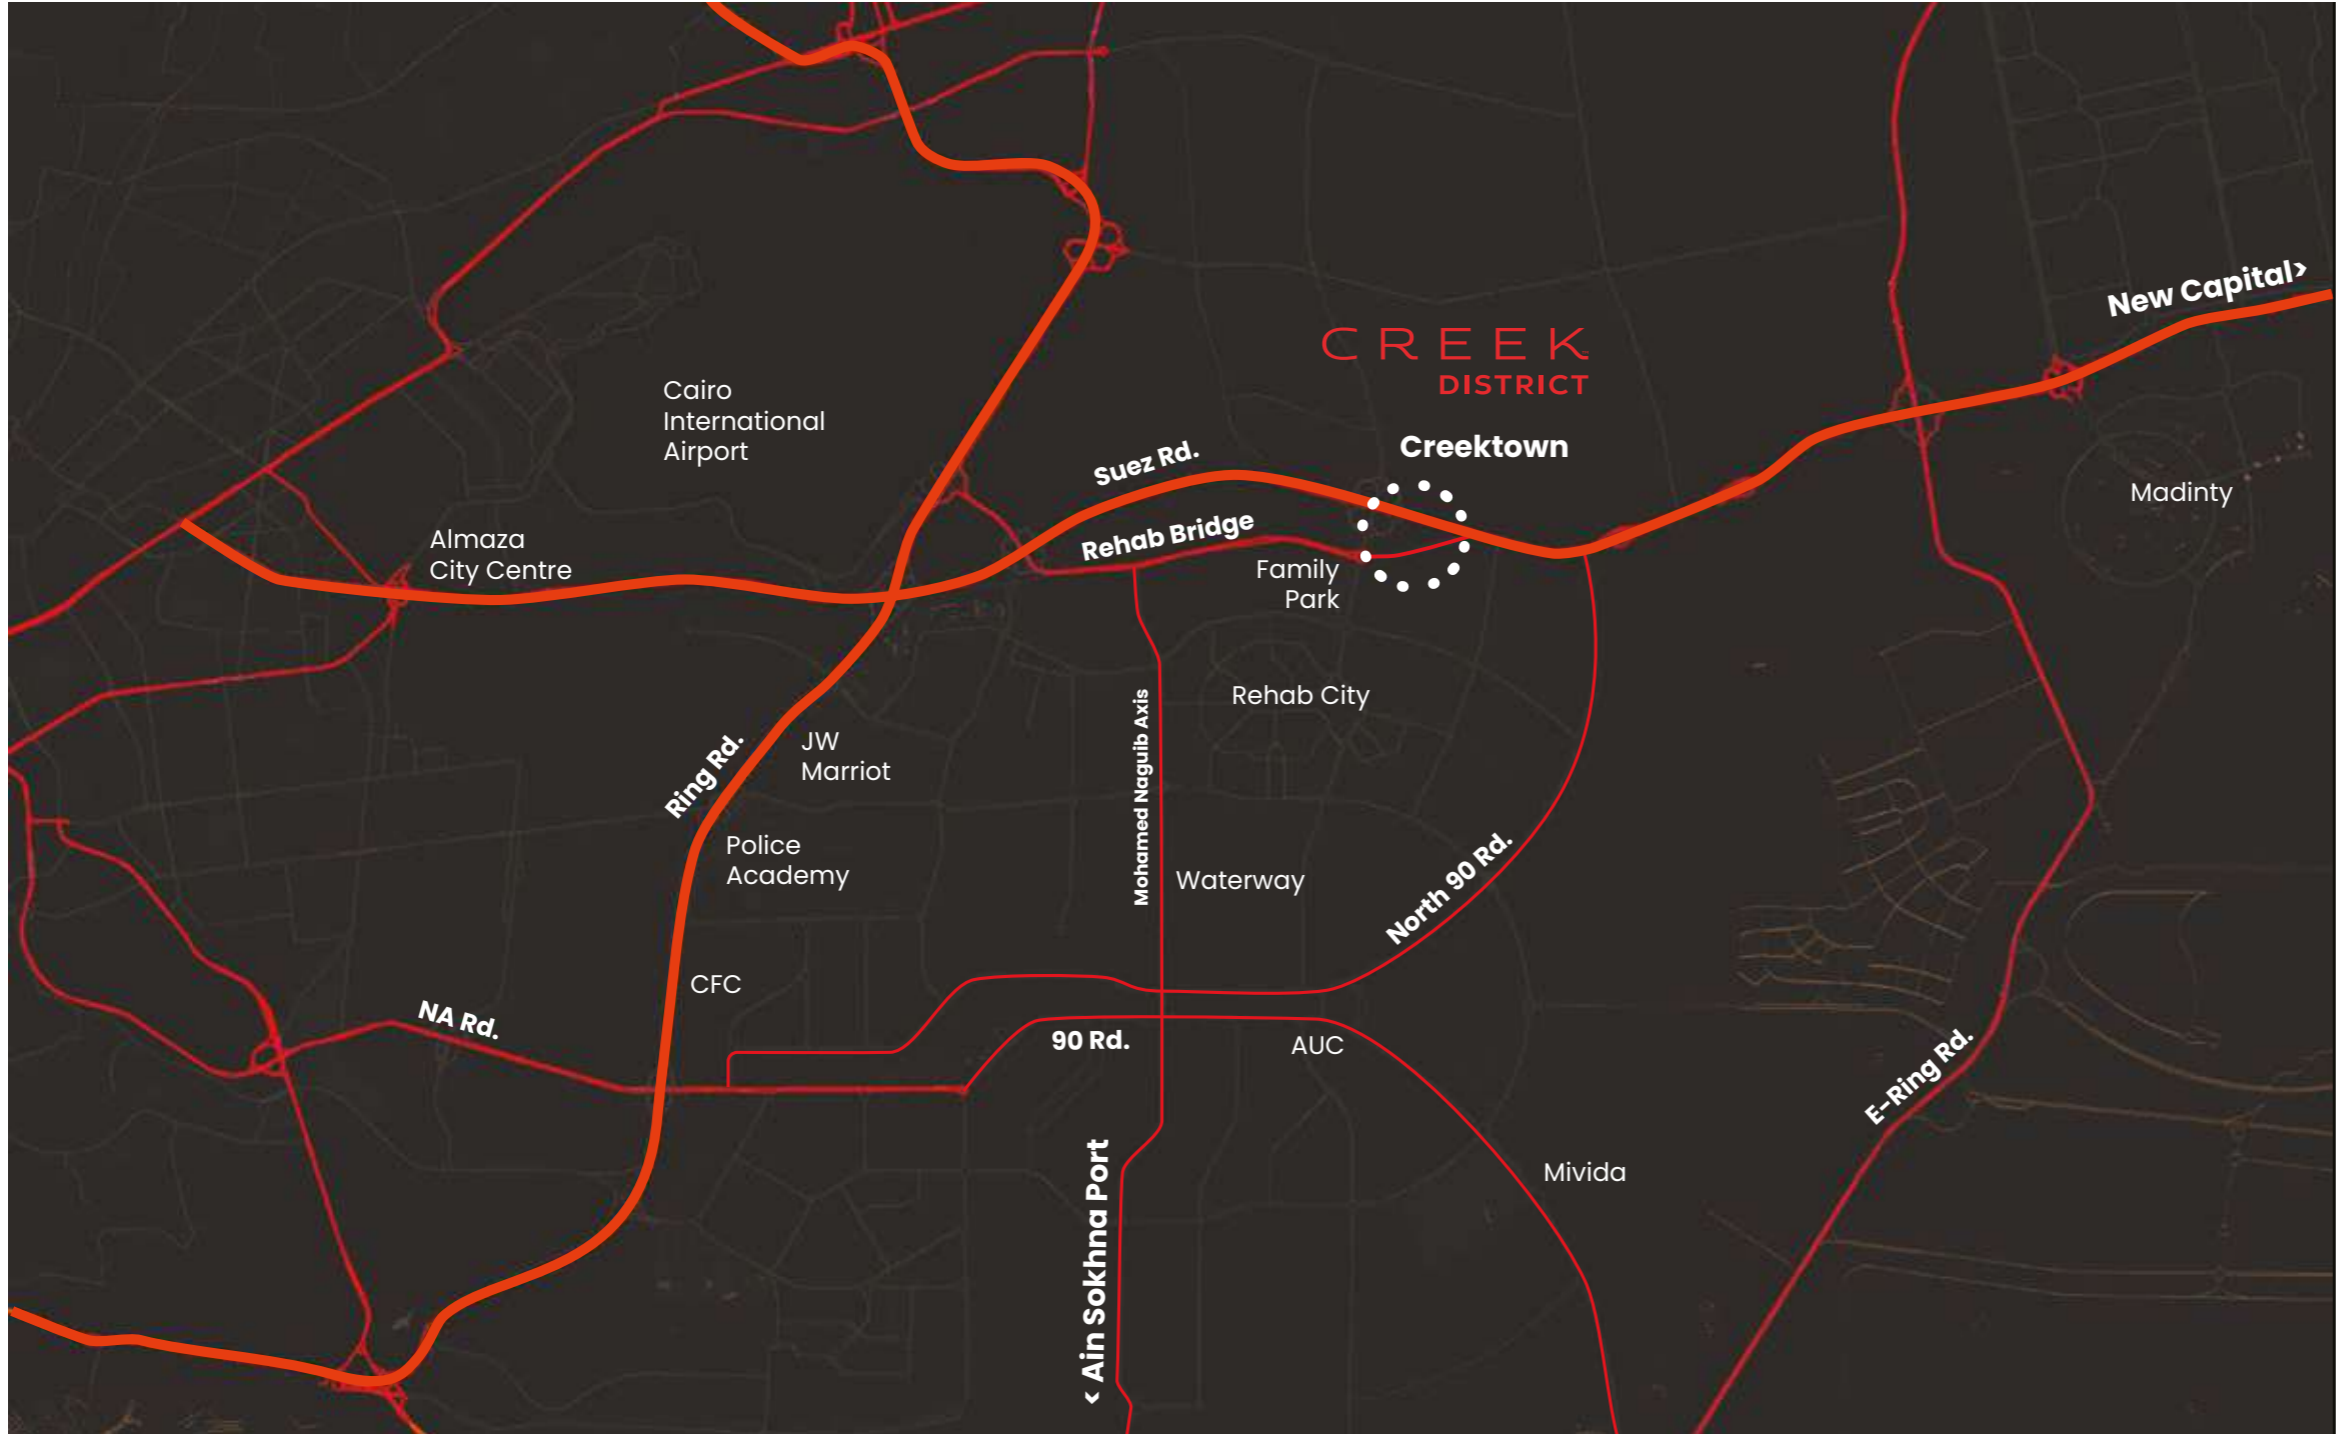 New Capital›
CREEK
DISTRICT
Cairo
International
Airport
Creektown
Suez Rd.
Madinty
Rehab Bridge
Almaza
City Centre
Family
Park
Rehab City
Mohamed Naguib Axis
JW
Marriot
Ring Rd.
Police
Academy
Waterway
North 90 Rd.
CFC
NA Rd.
90 Rd.
AUC
E-Ring Rd.
Mivida
‹ Ain Sokhna Port